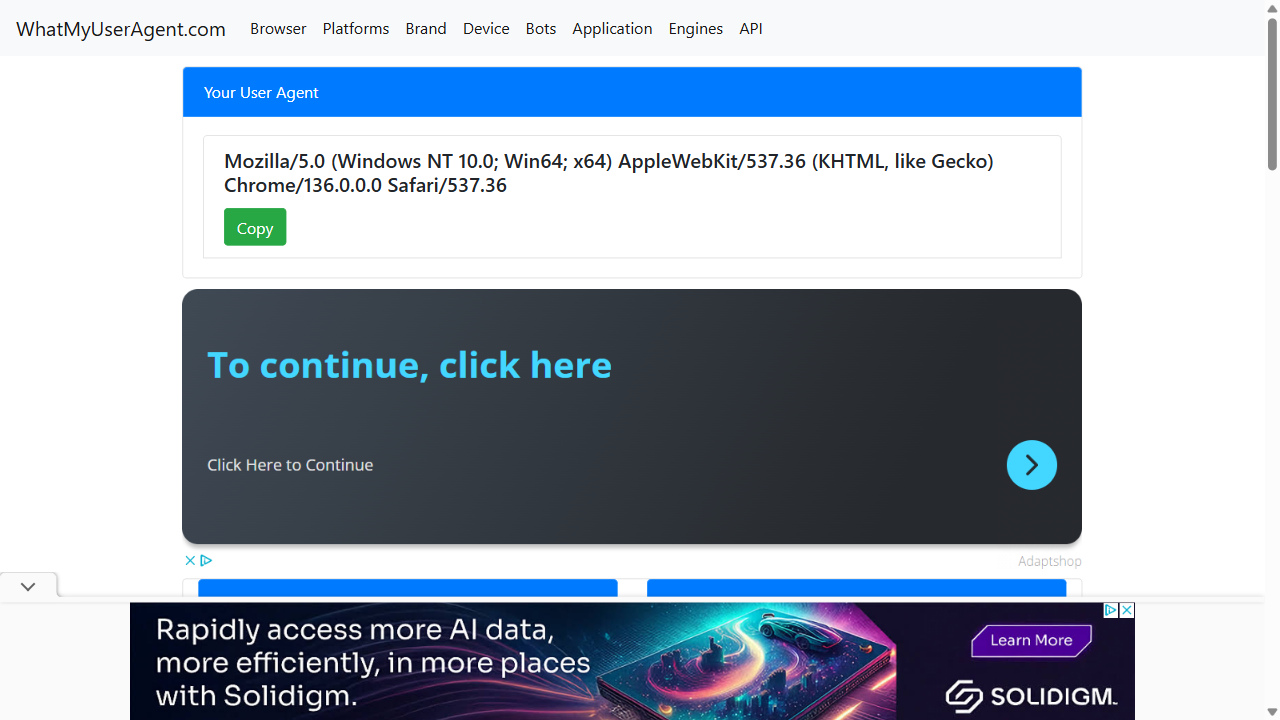 WhatMyUserAgent.com Browser Platforms Brand Device Bots Application Engines API
Your User Agent
Mozilla/5.0 (Windows NT 10.0; Win64; x64) AppleWebKit/537.36 (KHTML, like Gecko)
Chrome/136.0.0.0 Safari/537.36
Copy
To continue, click here
Click Here to Continue
Adaptshop
Rapidly access more AI data,
more efficiently, in more places
with Solidigm.
Learn More
SOLIDIGM™